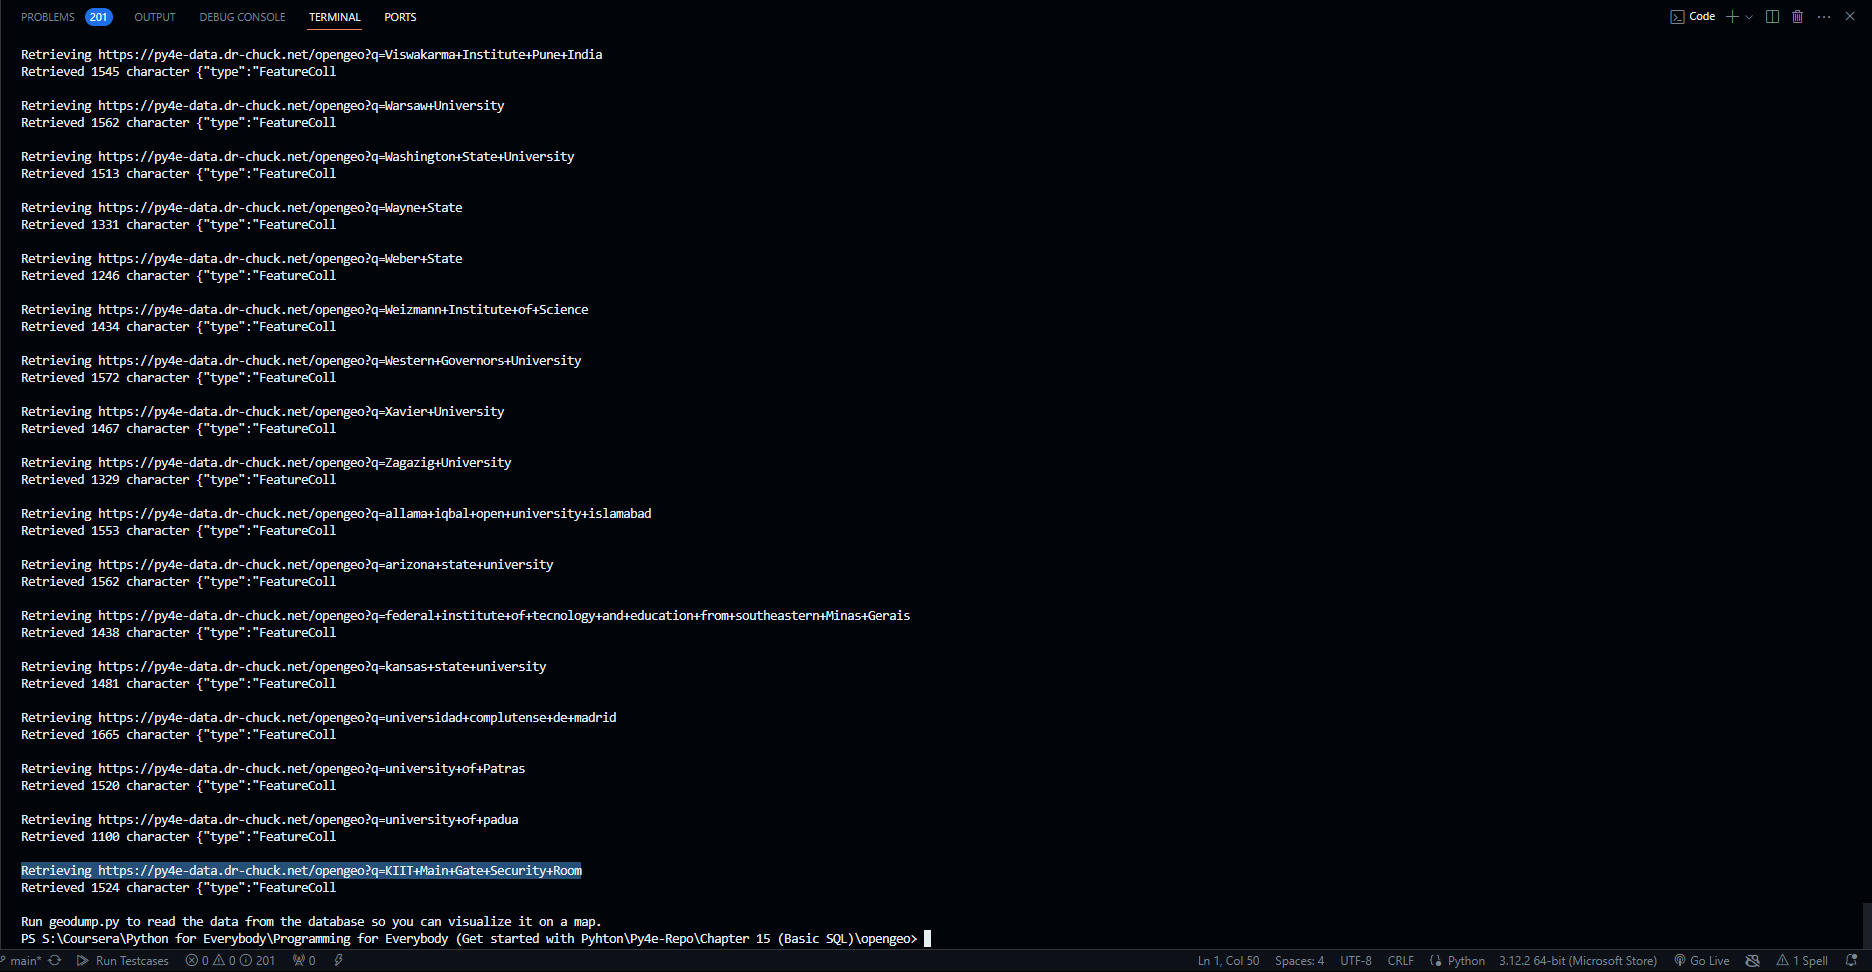 PROBLEMS 201 OUTPUT DEBUG CONSOLE TERMINAL PORTS Code
Retrieving https://py4e-data.dr-chuck.net/opengeo?q=Viswakarma+Institute+Pune+India
Retrieved 1545 character {"type":"FeatureColl
Retrieving https://py4e-data.dr-chuck.net/opengeo?q=Warsaw+University
Retrieved 1562 character {"type":"FeatureColl
Retrieving https://py4e-data.dr-chuck.net/opengeo?q=Washington+State+University
Retrieved 1513 character {"type":"FeatureColl
Retrieving https://py4e-data.dr-chuck.net/opengeo?q=Wayne+State
Retrieved 1331 character {"type":"FeatureColl
Retrieving https://py4e-data.dr-chuck.net/opengeo?q=Weber+State
Retrieved 1246 character {"type":"FeatureColl
Retrieving https://py4e-data.dr-chuck.net/opengeo?q=Weizmann+Institute+of+Science
Retrieved 1434 character {"type":"FeatureColl
Retrieving https://py4e-data.dr-chuck.net/opengeo?q=Western+Governors+University
Retrieved 1572 character {"type":"FeatureColl
Retrieving https://py4e-data.dr-chuck.net/opengeo?q=Xavier+University
Retrieved 1467 character {"type":"FeatureColl
Retrieving https://py4e-data.dr-chuck.net/opengeo?q=Zagazig+University
Retrieved 1329 character {"type":"FeatureColl
Retrieving https://py4e-data.dr-chuck.net/opengeo?q=allama+iqbal+open+university+islamabad
Retrieved 1553 character {"type":"FeatureColl
Retrieving https://py4e-data.dr-chuck.net/opengeo?q=arizona+state+university
Retrieved 1562 character {"type":"FeatureColl
Retrieving https://py4e-data.dr-chuck.net/opengeo?q=federal+institute+of+tecnology+and+education+from+southeastern+Minas+Gerais
Retrieved 1438 character {"type":"FeatureColl
Retrieving https://py4e-data.dr-chuck.net/opengeo?q=kansas+state+university
Retrieved 1481 character {"type":"FeatureColl
Retrieving https://py4e-data.dr-chuck.net/opengeo?q=universidad+complutense+de+madrid
Retrieved 1665 character {"type":"FeatureColl
Retrieving https://py4e-data.dr-chuck.net/opengeo?q=university+of+Patras
Retrieved 1520 character {"type":"FeatureColl
Retrieving https://py4e-data.dr-chuck.net/opengeo?q=university+of+padua
Retrieved 1100 character {"type":"FeatureColl
Retrieving https://py4e-data.dr-chuck.net/opengeo?q=KIIT+Main+Gate+Security+Room
Retrieved 1524 character {"type":"FeatureColl
Run geodump.py to read the data from the database so you can visualize it on a map.
PS S:\Coursera\Python for Everybody\Programming for Everybody (Get started with Pyhton\Py4e-Repo\Chapter 15 (Basic SQL)\opengeo>
main* Run Testcases 0 0 201 0 Ln 1, Col 50 Spaces: 4 UTF-8 CRLF Python 3.12.2 64-bit (Microsoft Store) Go Live 1 Spell